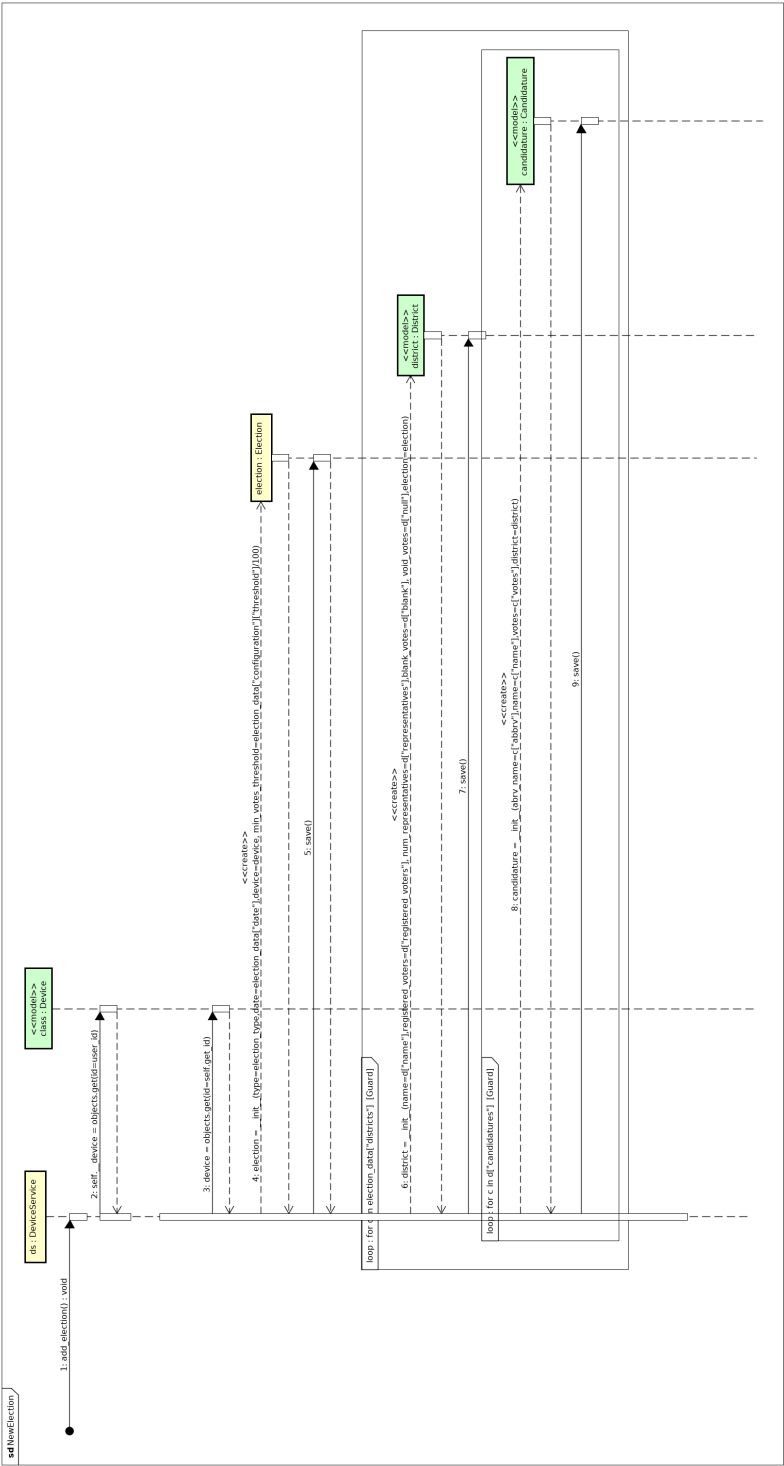 sd NewElection
ds : DeviceService
<<model>>
class : Device
election : Election
<<model>>
district : District
<<model>>
candidature : Candidature
1: add_election() : void
2: self.__device = objects.get(id=user_id)
3: device = objects.get(id=self.get_id)
<<create>>
4: election = __init__(type=election_type,date=election_data["date"],device=device, min_votes_threshold=election_data["configuration"]["threshold"]/100)
5: save()
loop : for d in election_data["districts"] [Guard]
<<create>>
6: district = __init__(name=d["name"],registered_voters=d["registered_voters"], num_representatives=d["representatives"],blank_votes=d["blank"], void_votes=d["null"],election=election)
7: save()
loop : for c in d["candidatures"] [Guard]
<<create>>
8: candidature = __init__(abrv_name=c["abbrv"],name=c["name"],votes=c["votes"],district=district)
9: save()